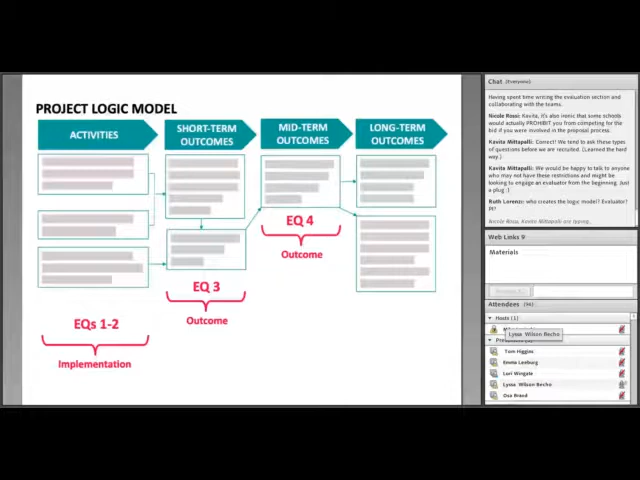 PROJECT LOGIC MODEL
ACTIVITIES
SHORT-TERM
OUTCOMES
MID-TERM
OUTCOMES
LONG-TERM
OUTCOMES
EQ 4
Outcome
EQ 3
Outcome
EQs 1-2
Implementation
Chat (Everyone)
Having spent time writing the evaluation section and
collaborating with the teams.
Nicole Rossi: Kavita, it's also ironic that some schools
would actually PROHIBIT you from competing for the
bid if you were involved in the proposal process.
Kavita Mittapalli: Correct! We tend to ask these types
of questions before we are recruited. (Learned the hard
way.)
Kavita Mittapalli: We would be happy to talk to anyone
who may not have these restrictions and might be
looking to engage an evaluator from the beginning. Just
a plug :)
Ruth Lorenzo: who creates the logic model? Evaluator?
PI?
Nicole Rossi, Kavita Mittapalli are typing...
Web Links 9
Materials
Attendees (94)
Hosts (1)
Lyssa Wilson Becho
Tom Higgins
Emma Leeburg
Lori Wingate
Lyssa Wilson Becho
Osa Brand